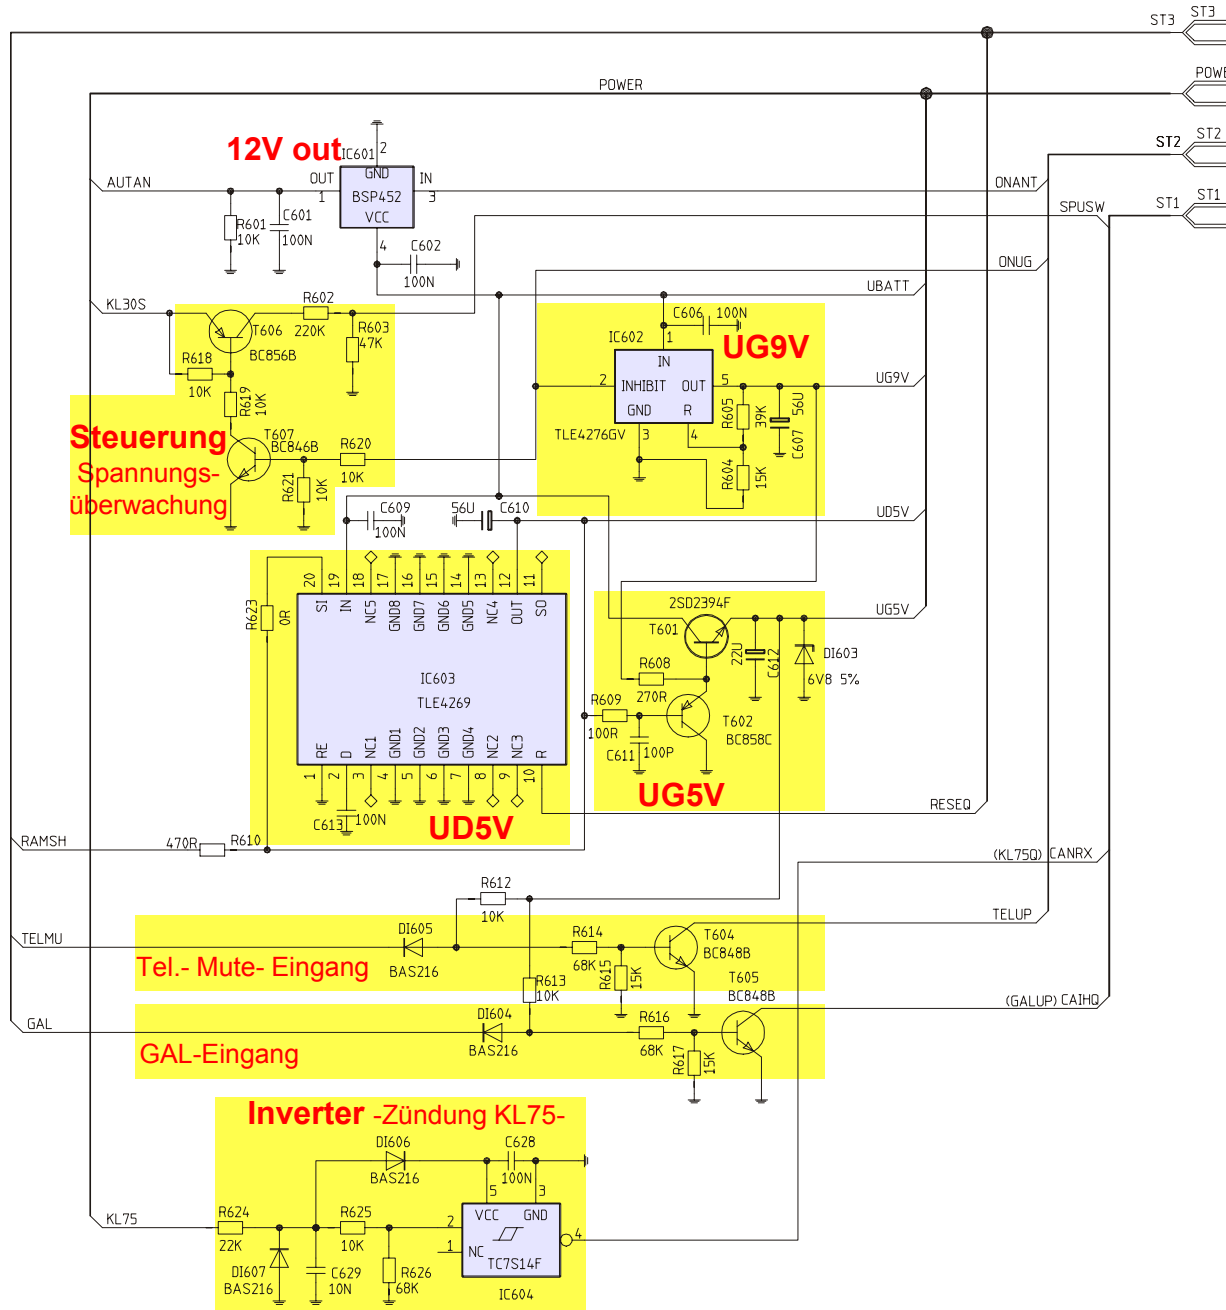 ST3
ST3
POWER
POWE
ST2
ST2
ST1
ST1
12V out
IC601
2
GND
BSP452
VCC
OUT
1
IN
3
4
AUTAN
ONANT
SPUSW
ONUG
R601
10K
C601
100N
C602
100N
UBATT
KL30S
R602
220K
R603
47K
T606
BC856B
R618
10K
R619
10K
Steuerung
Spannungs-
überwachung
T607
BC846B
R620
10K
R621
10K
C606
100N
IC602
UG9V
1
IN
2
INHIBIT
OUT
5
GND
R
3
4
TLE4276GV
R605
39K
56U
C607
R604
15K
UG9V
C609
100N
56U
C610
UD5V
20
19
18
17
16
15
14
13
12
11
SI
IN
NC5
GND8
GND7
GND6
GND5
NC4
OUT
SO
R623
0R
IC603
TLE4269
RE
D
NC1
GND1
GND2
GND3
GND4
NC2
NC3
R
1
2
3
4
5
6
7
8
9
10
C613
100N
UD5V
2SD2394F
T601
UG5V
22U
C612
DI603
6V8 5%
R608
270R
R609
100R
C611
100P
T602
BC858C
UG5V
RESEQ
RAMSH
470R
R610
(KL75Q) CANRX
R612
10K
TELUP
TELMU
DI605
BAS216
Tel.- Mute- Eingang
R614
68K
R615
15K
T604
BC848B
R613
10K
T605
BC848B
(GALUP) CAIHQ
GAL
DI604
BAS216
GAL-Eingang
R616
68K
R617
15K
Inverter -Zündung KL75-
DI606
BAS216
C628
100N
5
3
VCC
GND
KL75
R624
22K
R625
10K
2
1
NC
TC7S14F
4
DI607
BAS216
C629
10N
R626
68K
IC604